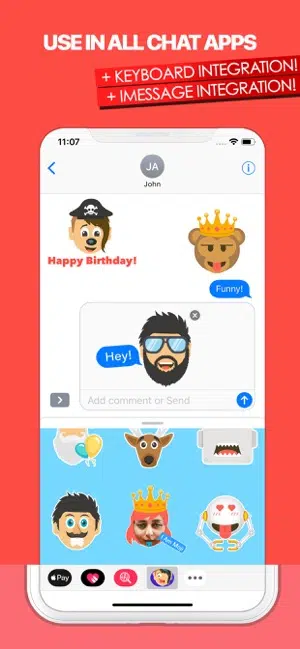 USE IN ALL CHAT APPS
+ KEYBOARD INTEGRATION!
+ IMESSAGE INTEGRATION!
11:07
JA
John
Happy Birthday!
Funny!
Hey!
Add comment or Send
Pay